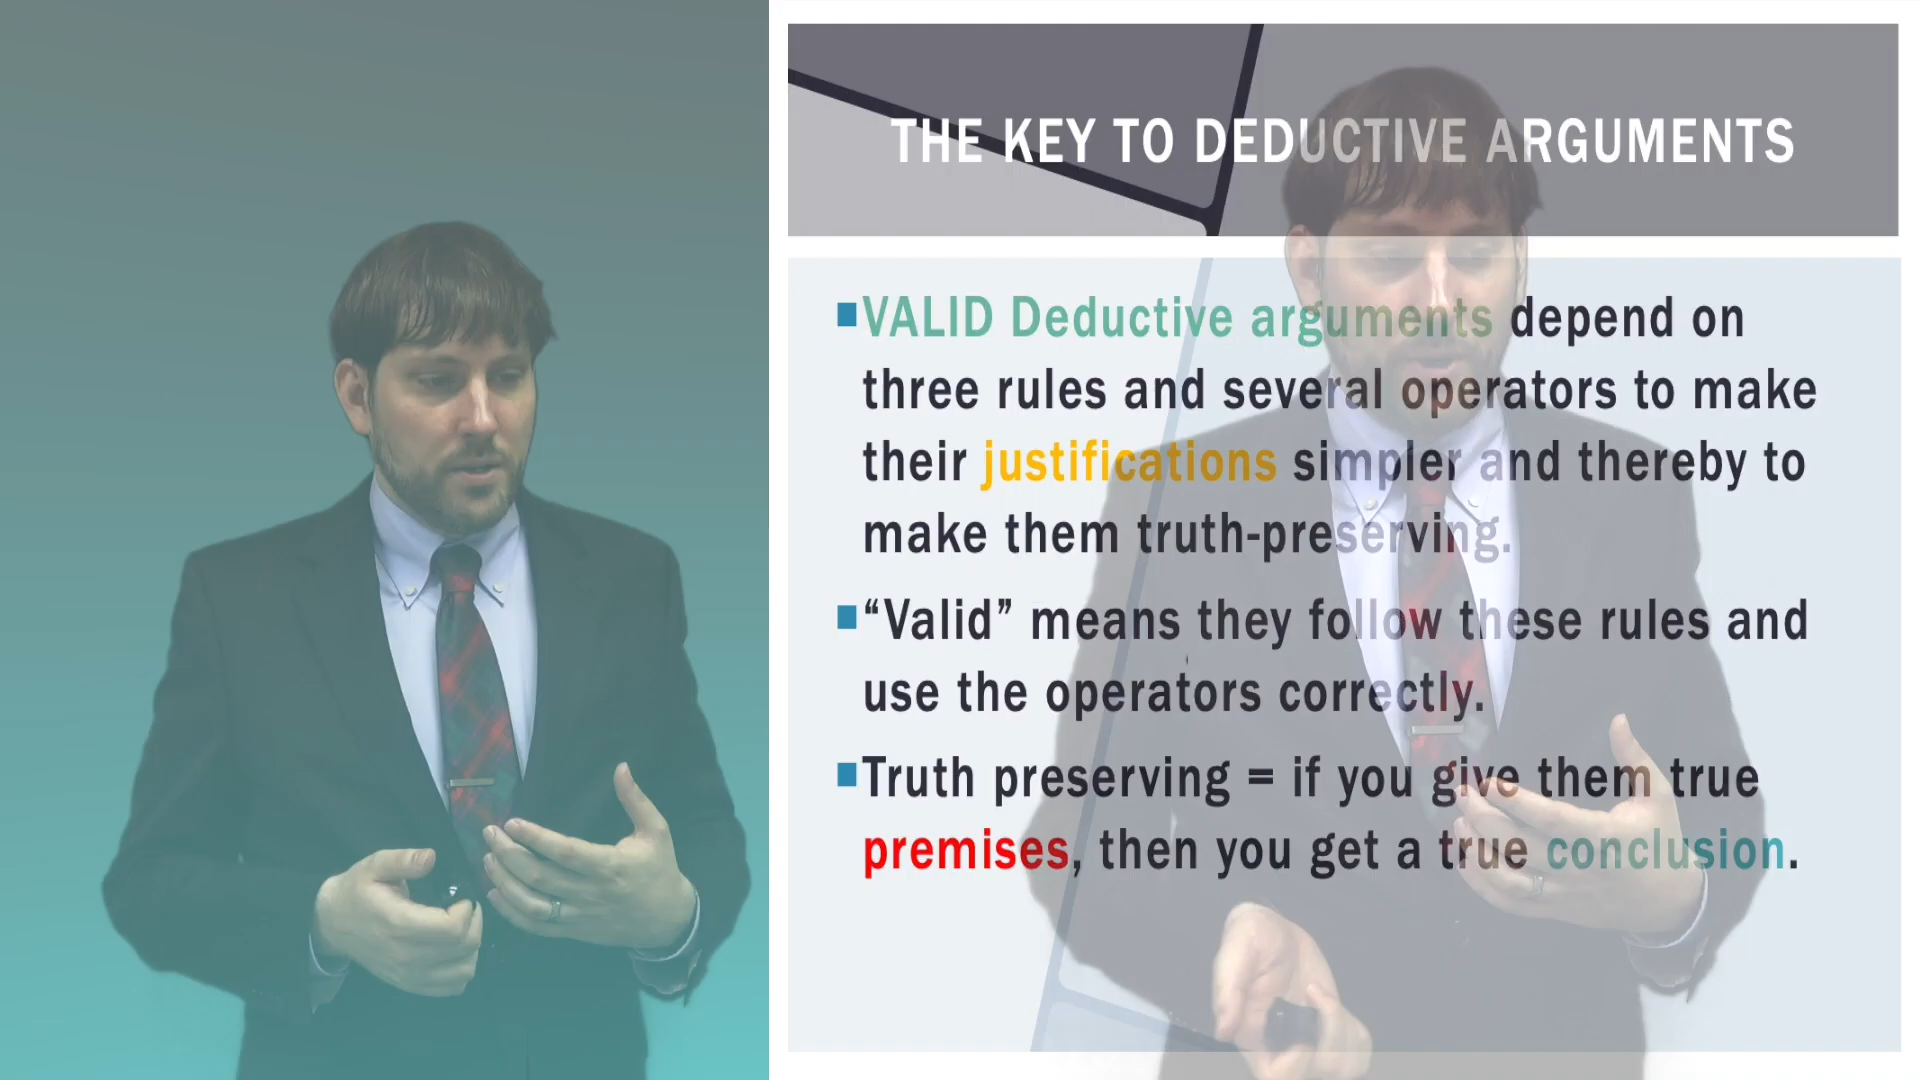 THE KEY TO DEDUCTIVE ARGUMENTS
VALID Deductive arguments depend on
three rules and several operators to make
their justifications simpler and thereby to
make them truth-preserving.
“Valid” means they follow these rules and
use the operators correctly.
Truth preserving = if you give them true
premises, then you get a true conclusion.